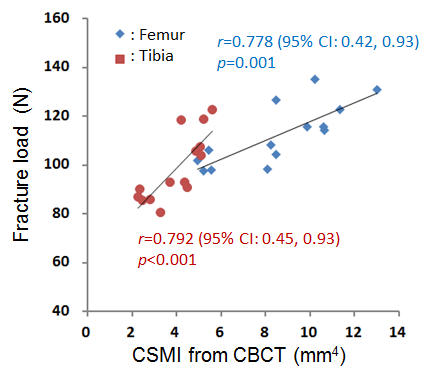 : Femur
: Tibia
r=0.778 (95% CI: 0.42, 0.93)
p=0.001
Fracture load (N)
160
140
120
100
80
60
40
r=0.792 (95% CI: 0.45, 0.93)
p<0.001
0 2 4 6 8 10 12 14
CSMI from CBCT (mm⁴)